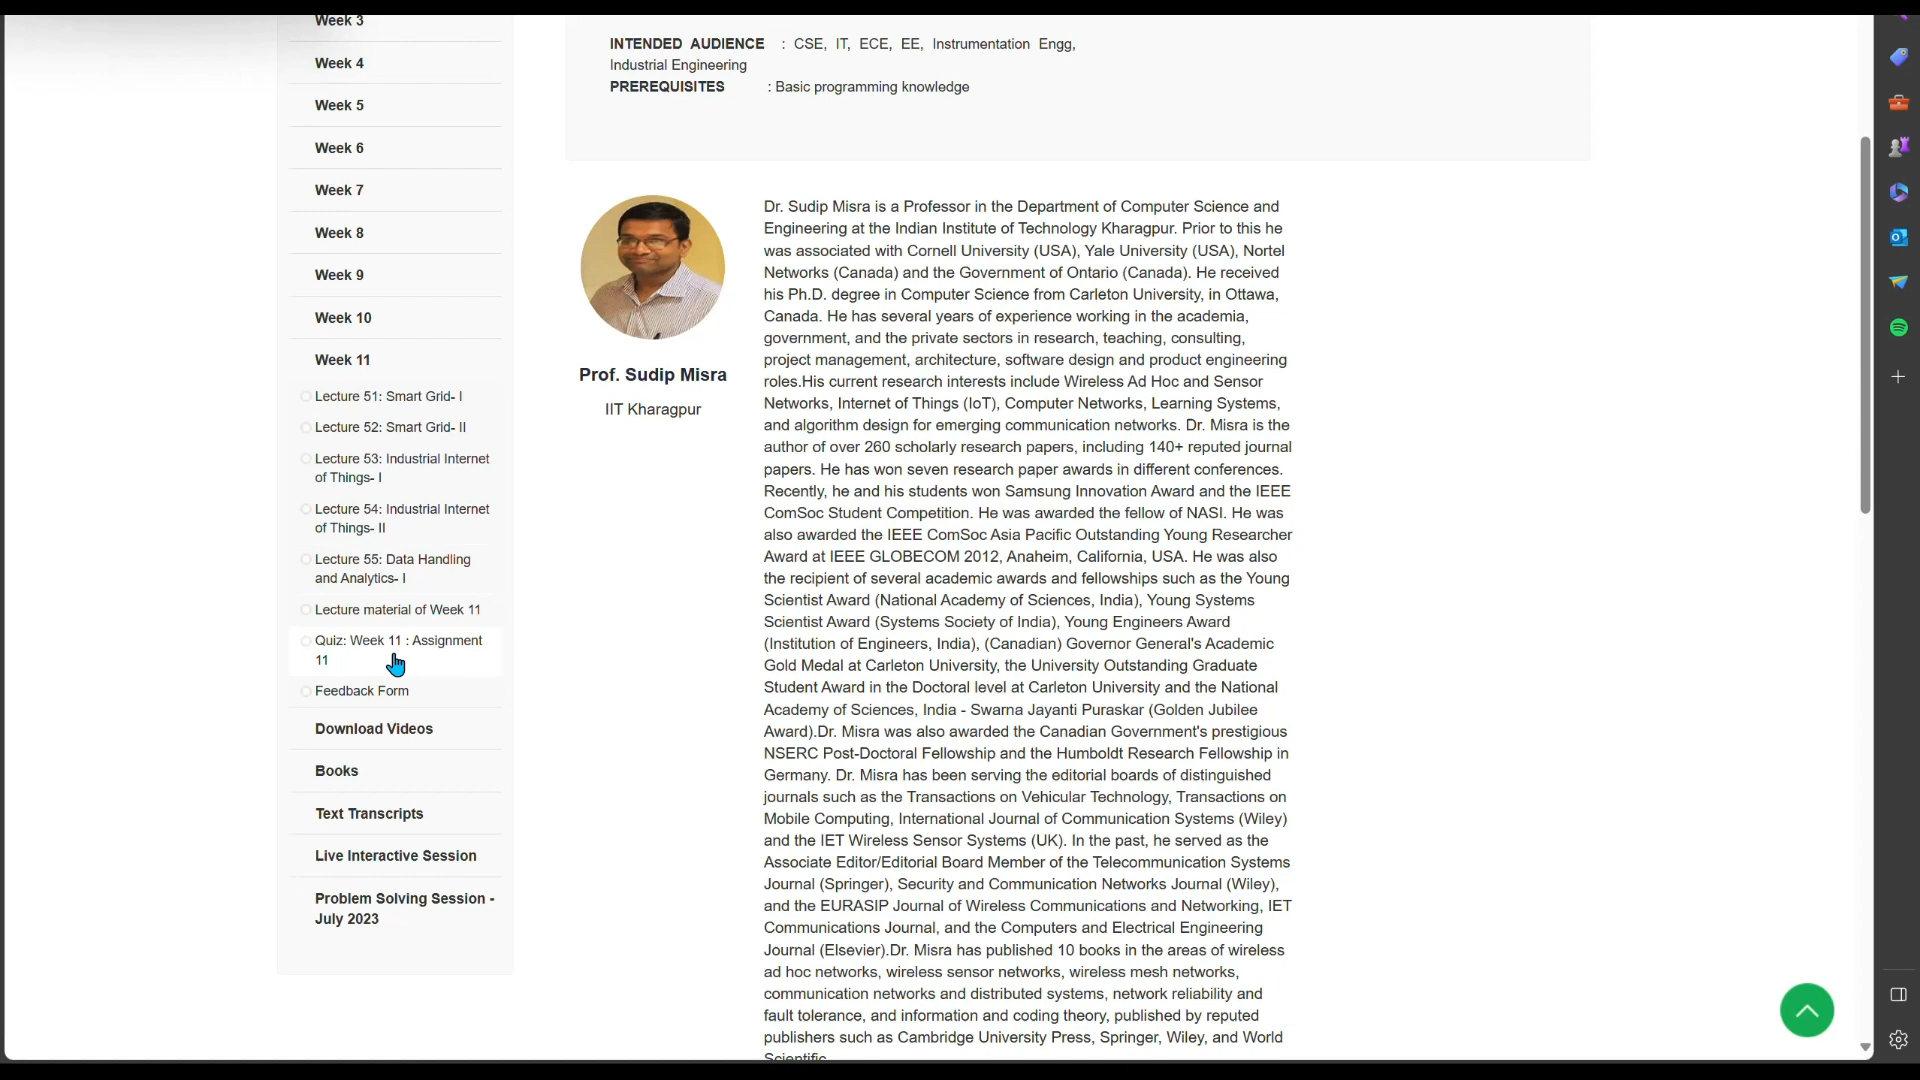 Week 3
Week 4
Week 5
Week 6
Week 7
Week 8
Week 9
Week 10
Week 11
Lecture 51: Smart Grid- I
Lecture 52: Smart Grid- II
Lecture 53: Industrial Internet
of Things- I
Lecture 54: Industrial Internet
of Things- II
Lecture 55: Data Handling
and Analytics- I
Lecture material of Week 11
Quiz: Week 11 : Assignment
11
Feedback Form
Download Videos
Books
Text Transcripts
Live Interactive Session
Problem Solving Session -
July 2023
INTENDED AUDIENCE : CSE, IT, ECE, EE, Instrumentation Engg,
Industrial Engineering
PREREQUISITES : Basic programming knowledge
Prof. Sudip Misra
IIT Kharagpur
Dr. Sudip Misra is a Professor in the Department of Computer Science and
Engineering at the Indian Institute of Technology Kharagpur. Prior to this he
was associated with Cornell University (USA), Yale University (USA), Nortel
Networks (Canada) and the Government of Ontario (Canada). He received
his Ph.D. degree in Computer Science from Carleton University, in Ottawa,
Canada. He has several years of experience working in the academia,
government, and the private sectors in research, teaching, consulting,
project management, architecture, software design and product engineering
roles.His current research interests include Wireless Ad Hoc and Sensor
Networks, Internet of Things (IoT), Computer Networks, Learning Systems,
and algorithm design for emerging communication networks. Dr. Misra is the
author of over 260 scholarly research papers, including 140+ reputed journal
papers. He has won seven research paper awards in different conferences.
Recently, he and his students won Samsung Innovation Award and the IEEE
ComSoc Student Competition. He was awarded the fellow of NASI. He was
also awarded the IEEE ComSoc Asia Pacific Outstanding Young Researcher
Award at IEEE GLOBECOM 2012, Anaheim, California, USA. He was also
the recipient of several academic awards and fellowships such as the Young
Scientist Award (National Academy of Sciences, India), Young Systems
Scientist Award (Systems Society of India), Young Engineers Award
(Institution of Engineers, India), (Canadian) Governor General's Academic
Gold Medal at Carleton University, the University Outstanding Graduate
Student Award in the Doctoral level at Carleton University and the National
Academy of Sciences, India - Swarna Jayanti Puraskar (Golden Jubilee
Award).Dr. Misra was also awarded the Canadian Government's prestigious
NSERC Post-Doctoral Fellowship and the Humboldt Research Fellowship in
Germany. Dr. Misra has been serving the editorial boards of distinguished
journals such as the Transactions on Vehicular Technology, Transactions on
Mobile Computing, International Journal of Communication Systems (Wiley)
and the IET Wireless Sensor Systems (UK). In the past, he served as the
Associate Editor/Editorial Board Member of the Telecommunication Systems
Journal (Springer), Security and Communication Networks Journal (Wiley),
and the EURASIP Journal of Wireless Communications and Networking, IET
Communications Journal, and the Computers and Electrical Engineering
Journal (Elsevier).Dr. Misra has published 10 books in the areas of wireless
ad hoc networks, wireless sensor networks, wireless mesh networks,
communication networks and distributed systems, network reliability and
fault tolerance, and information and coding theory, published by reputed
publishers such as Cambridge University Press, Springer, Wiley, and World
Scientific.